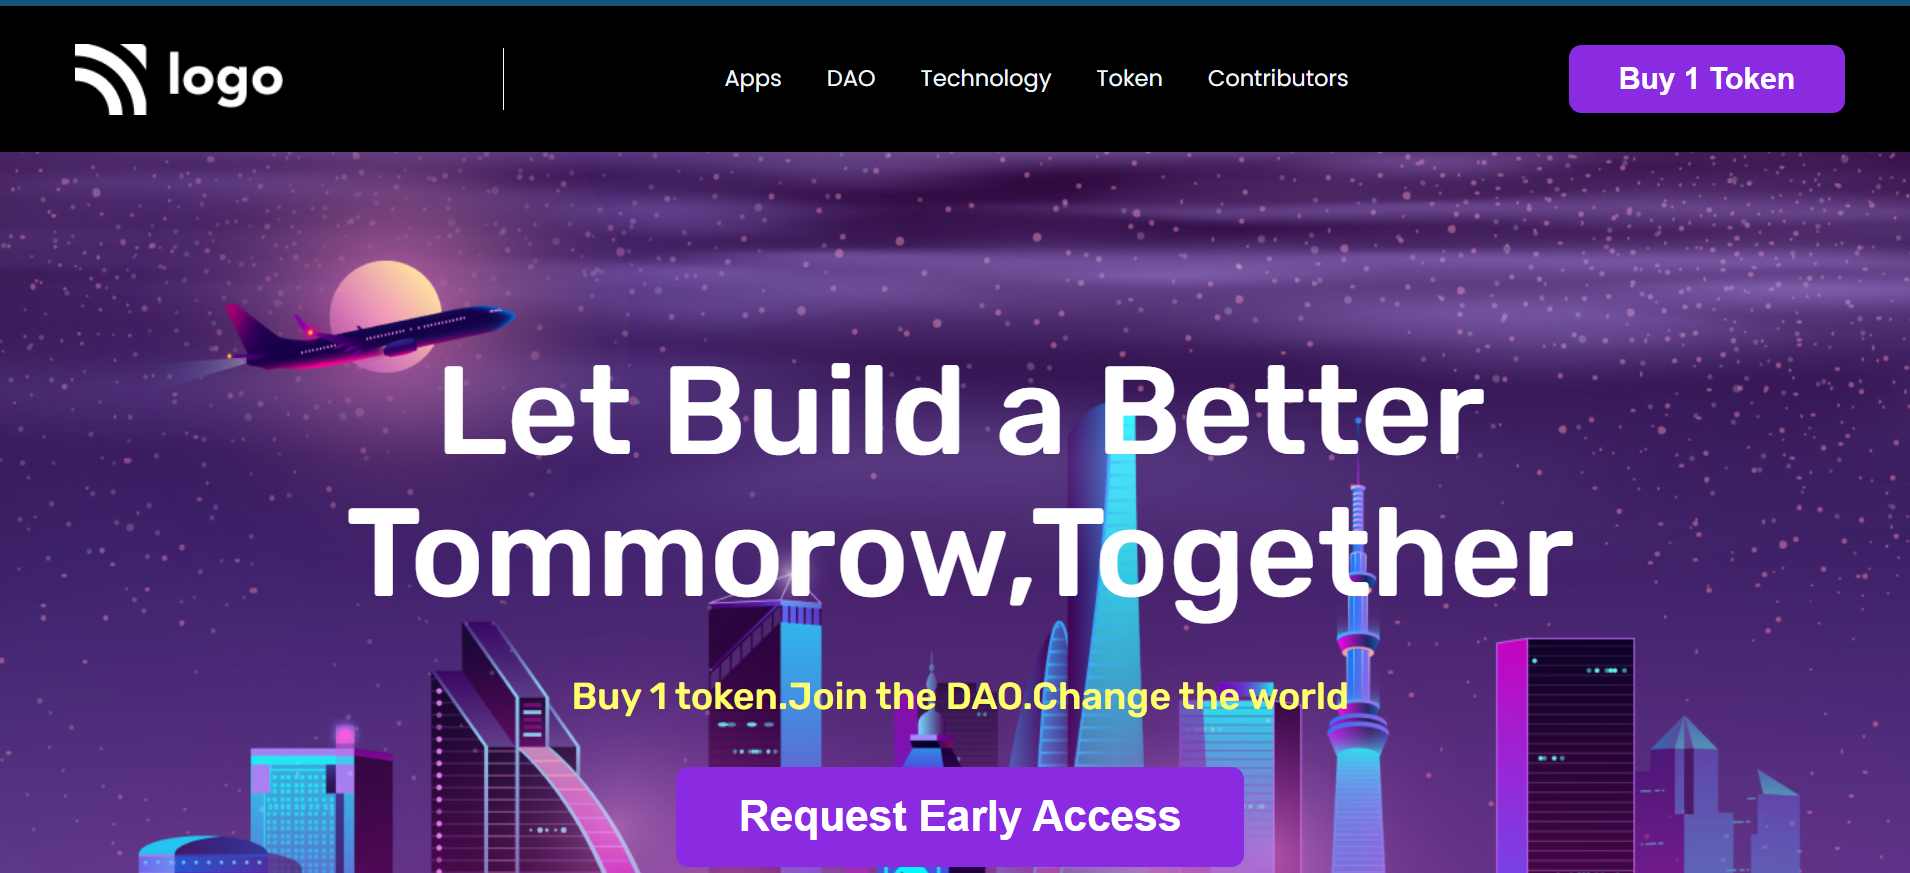 logo
Apps DAO Technology Token Contributors
Buy 1 Token
Let Build a Better
Tommorow,Together
Buy 1 token.Join the DAO.Change the world
Request Early Access